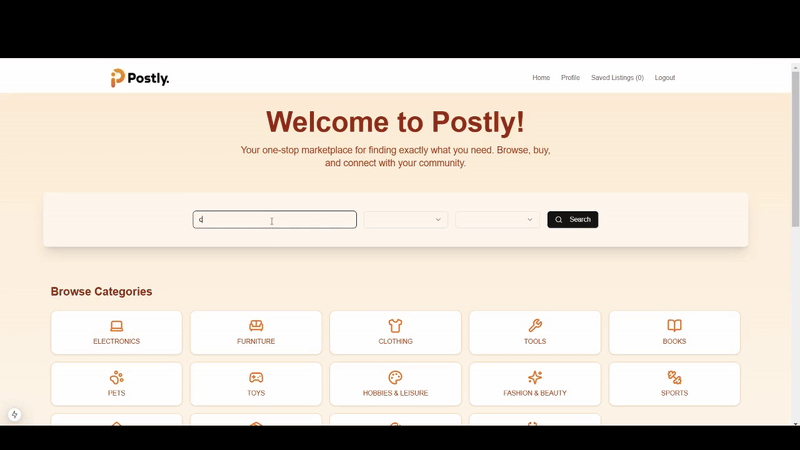 Postly.
Home Profile Saved Listings (0) Logout
Welcome to Postly!
Your one-stop marketplace for finding exactly what you need. Browse, buy,
and connect with your community.
c
Search
Browse Categories
ELECTRONICS FURNITURE CLOTHING TOOLS BOOKS
PETS TOYS HOBBIES & LEISURE FASHION & BEAUTY SPORTS